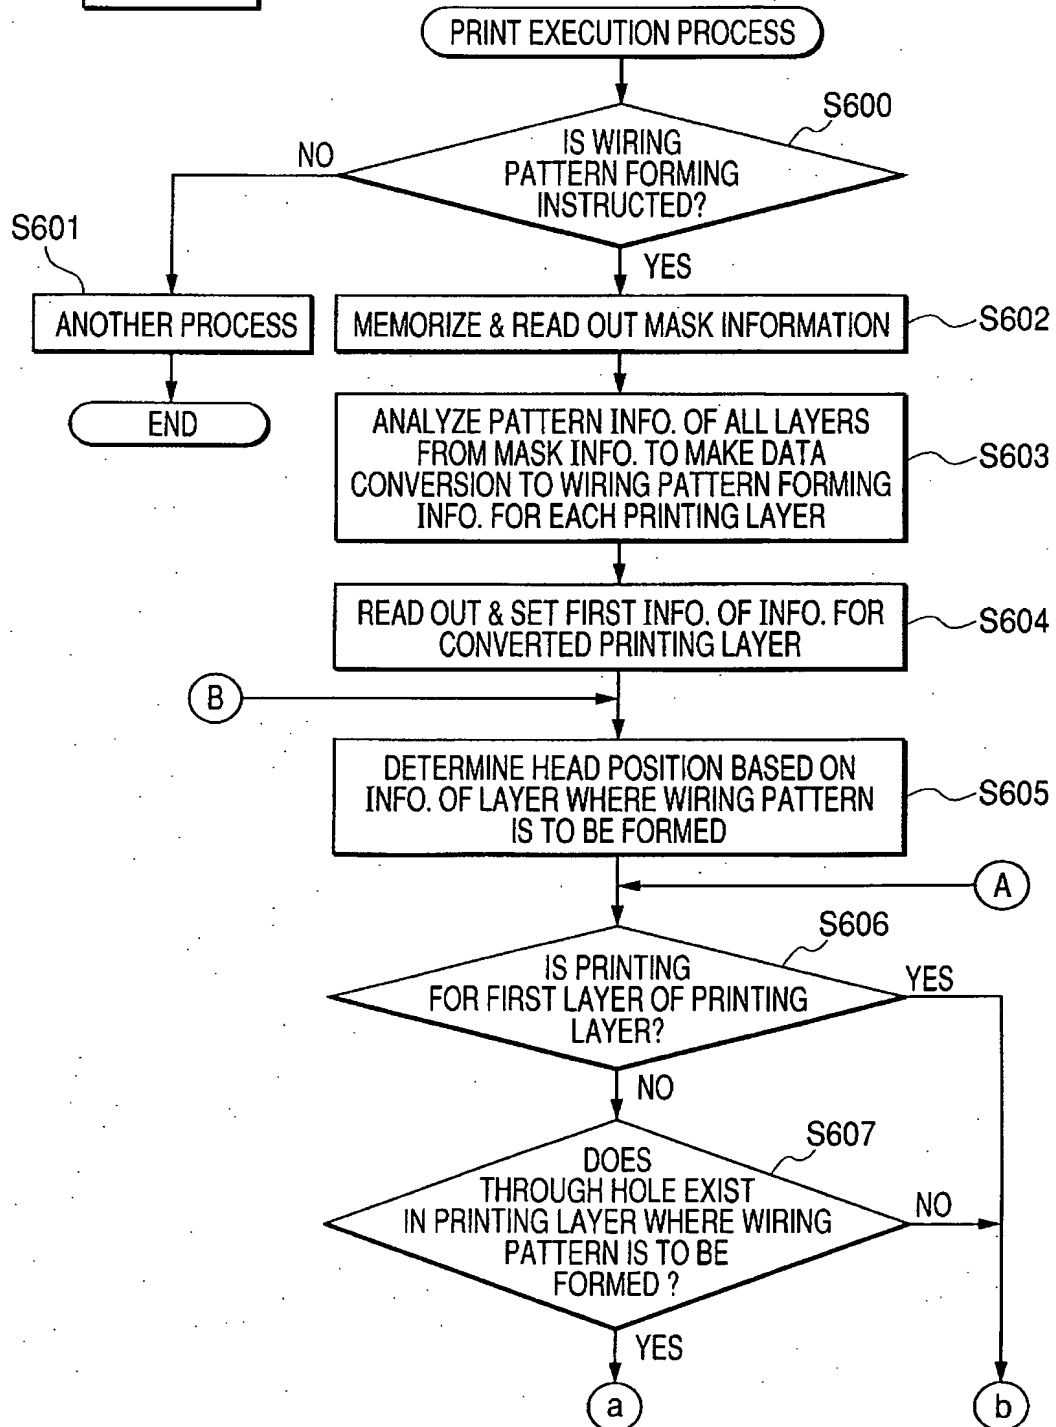 PRINT EXECUTION PROCESS
S600
IS WIRING
PATTERN FORMING
INSTRUCTED?
NO
YES
S601
ANOTHER PROCESS
END
MEMORIZE & READ OUT MASK INFORMATION
S602
ANALYZE PATTERN INFO. OF ALL LAYERS
FROM MASK INFO. TO MAKE DATA
CONVERSION TO WIRING PATTERN FORMING
INFO. FOR EACH PRINTING LAYER
S603
READ OUT & SET FIRST INFO. OF INFO. FOR
CONVERTED PRINTING LAYER
S604
B
DETERMINE HEAD POSITION BASED ON
INFO. OF LAYER WHERE WIRING PATTERN
IS TO BE FORMED
S605
A
S606
IS PRINTING
FOR FIRST LAYER OF PRINTING
LAYER?
YES
NO
S607
DOES
THROUGH HOLE EXIST
IN PRINTING LAYER WHERE WIRING
PATTERN IS TO BE
FORMED ?
NO
YES
a
b